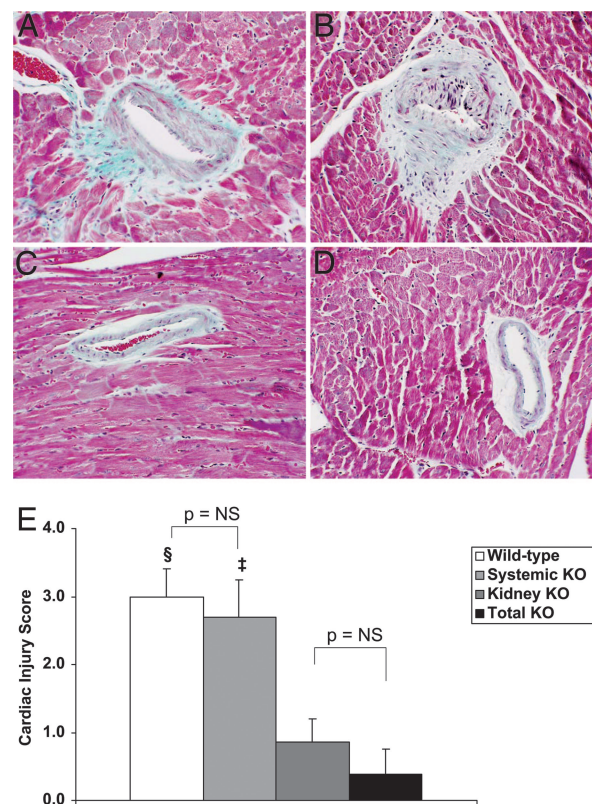 A
B
C
D
E
p = NS
p = NS
§
‡
4.0
3.0
2.0
1.0
0.0
Cardiac Injury Score
Wild-type
Systemic KO
Kidney KO
Total KO